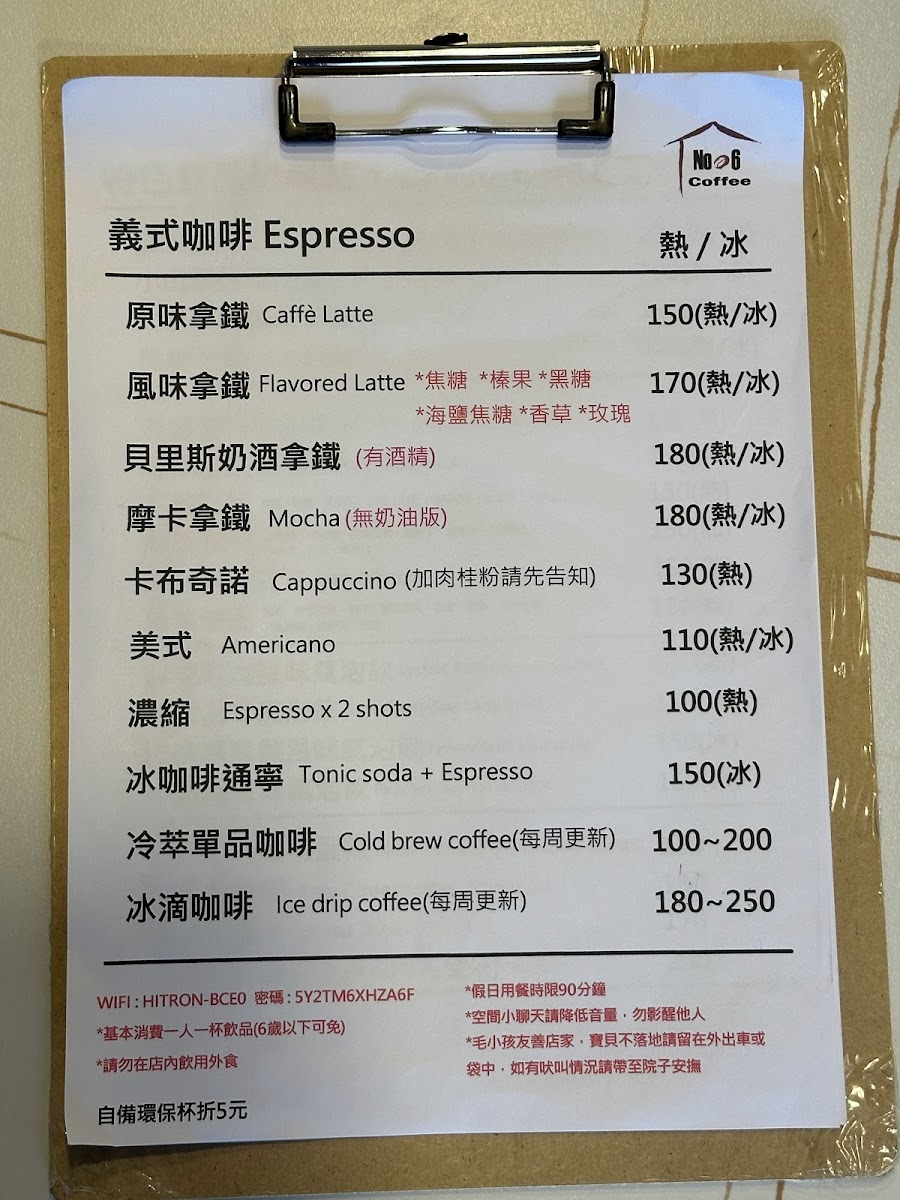 No 6
Coffee
義式咖啡 Espresso 熱 / 冰
原味拿鐵 Caffè Latte 150(熱/冰)
風味拿鐵 Flavored Latte *焦糖 *榛果 *黑糖 170(熱/冰)
*海鹽焦糖 *香草 *玫瑰
貝里斯奶酒拿鐵 (有酒精) 180(熱/冰)
摩卡拿鐵 Mocha (無奶油版) 180(熱/冰)
卡布奇諾 Cappuccino (加肉桂粉請先告知) 130(熱)
美式 Americano 110(熱/冰)
濃縮 Espresso x 2 shots 100(熱)
冰咖啡通寧 Tonic soda + Espresso 150(冰)
冷萃單品咖啡 Cold brew coffee(每周更新) 100~200
冰滴咖啡 Ice drip coffee(每周更新) 180~250
WIFI : HITRON-BCE0 密碼 : 5Y2TM6XHZA6F
*基本消費一人一杯飲品(6歲以下可免)
*請勿在店內飲用外食
*假日用餐時限90分鐘
*空間小聊天請降低音量，勿影醒他人
*毛小孩友善店家，寶貝不落地請留在外出車或
袋中，如有吠叫情況請帶至院子安撫
自備環保杯折5元